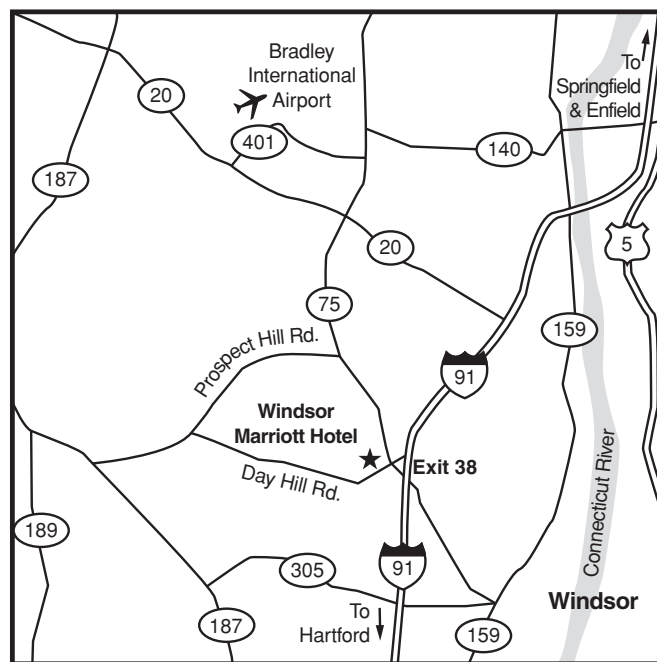 Bradley
International
Airport
To
Springfield
& Enfield
20
401
140
187
20
5
75
159
Prospect Hill Rd.
91
Windsor
Marriott Hotel
Exit 38
Day Hill Rd.
Connecticut River
189
305
91
Windsor
To
Hartford
187
159